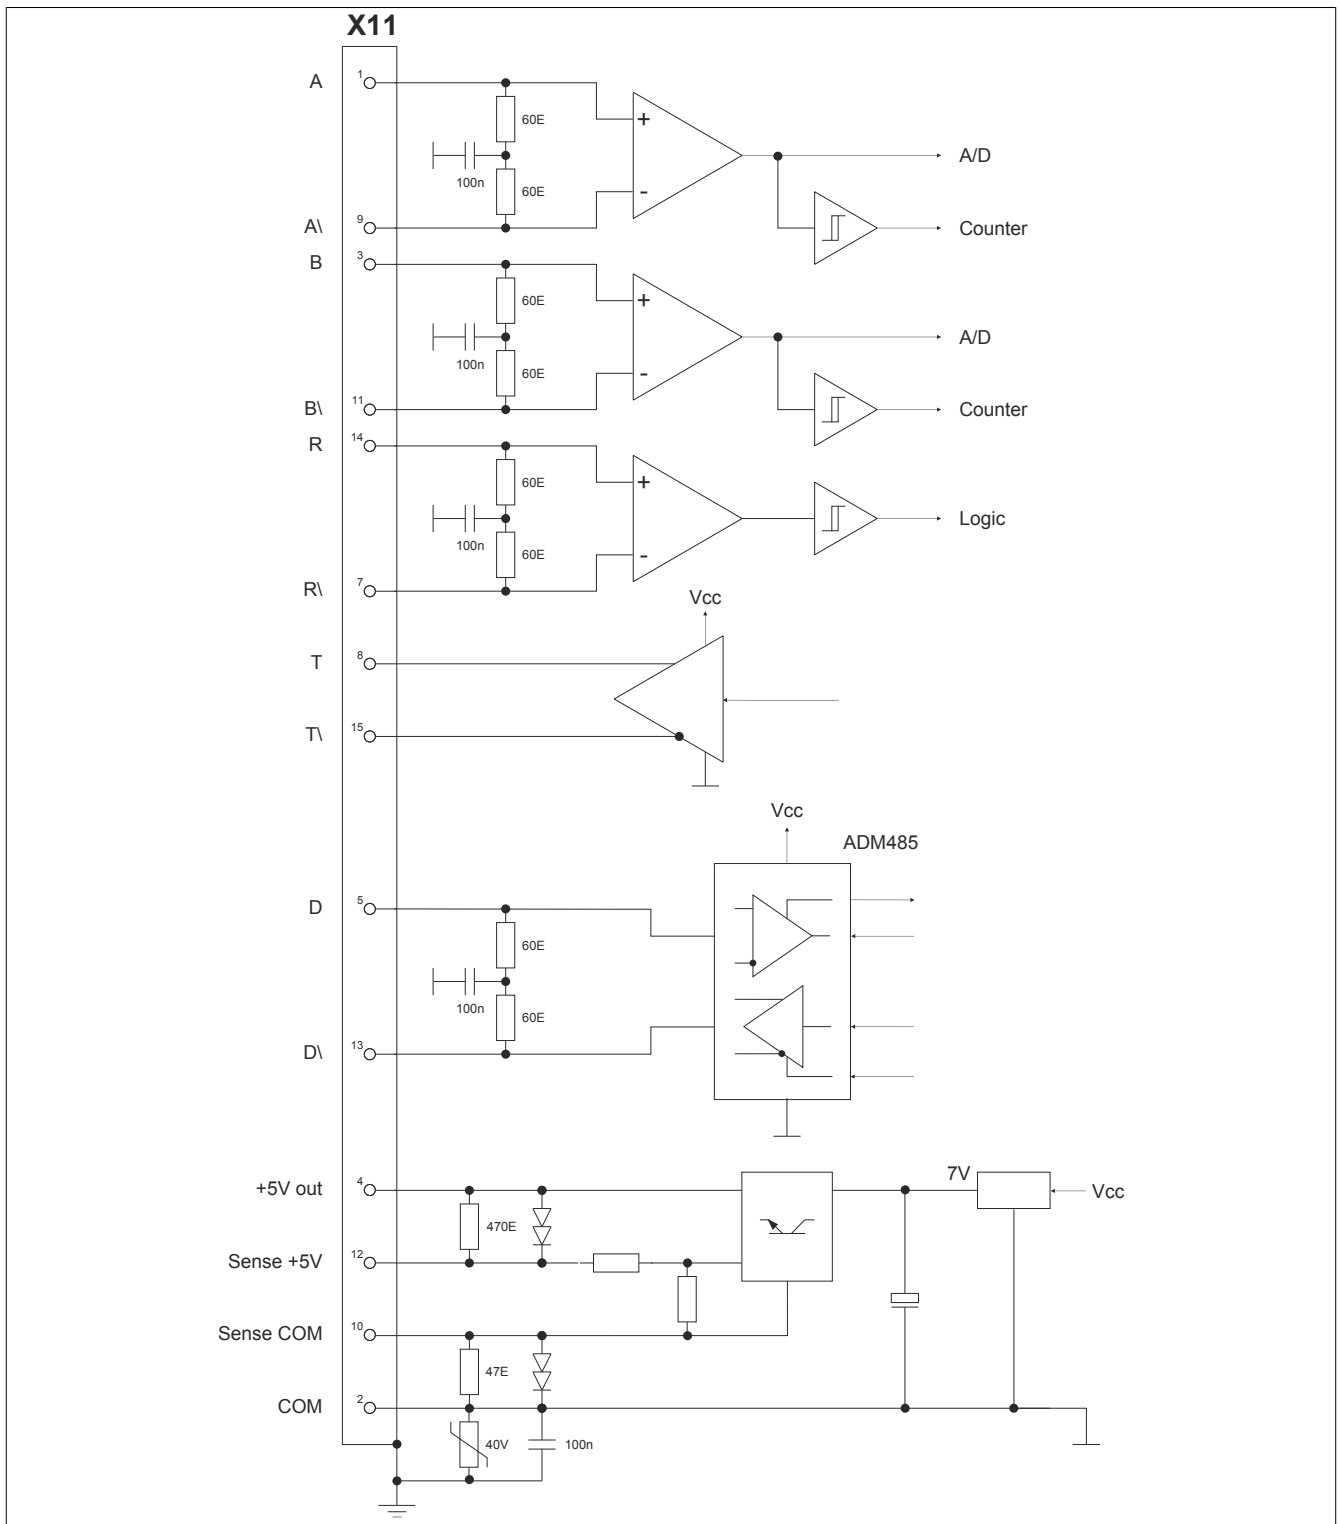 X11
A 1
60E
100n
60E
A/D
A\ 9
Counter
B 3
60E
100n
60E
A/D
B\ 11
Counter
R 14
60E
100n
60E
Logic
R\ 7
Vcc
T 8
T\ 15
Vcc
ADM485
D 5
60E
100n
60E
D\ 13
+5V out 4
7V
Vcc
470E
Sense +5V 12
Sense COM 10
47E
COM 2
40V
100n